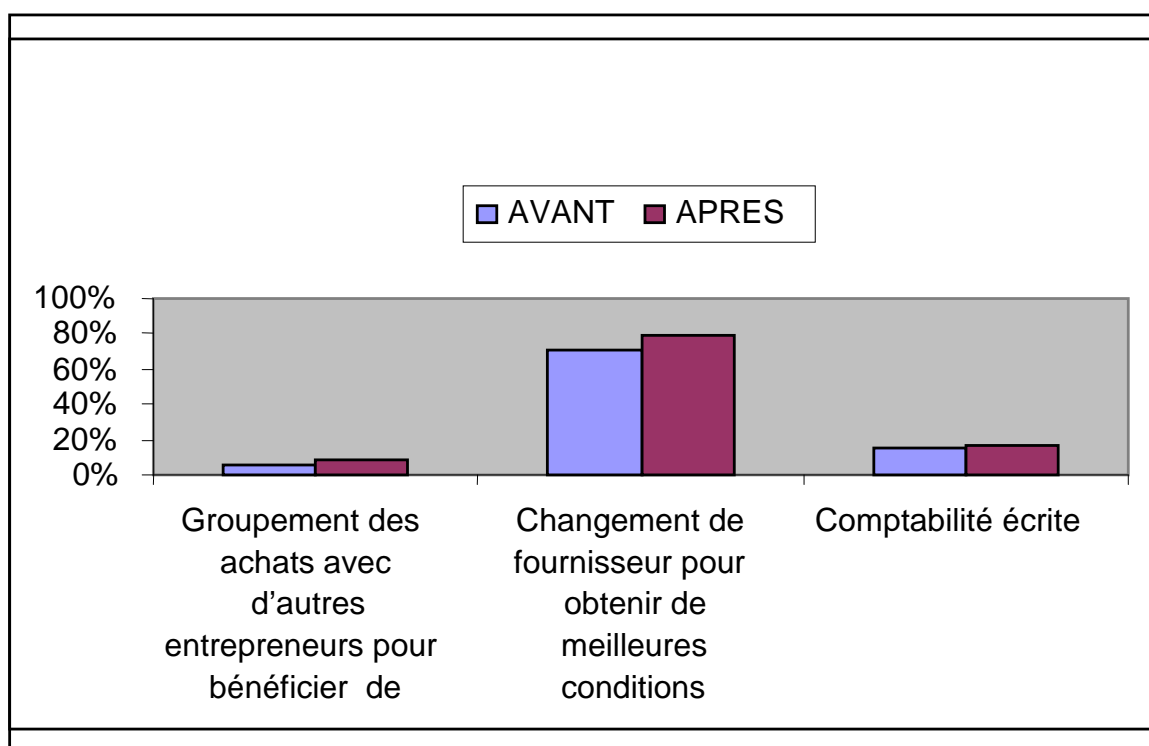 AVANT APRES
100%
80%
60%
40%
20%
0%
Groupement des
achats avec
d'autres
entrepreneurs pour
bénéficier de
Changement de
fournisseur pour
obtenir de
meilleures
conditions
Comptabilité écrite